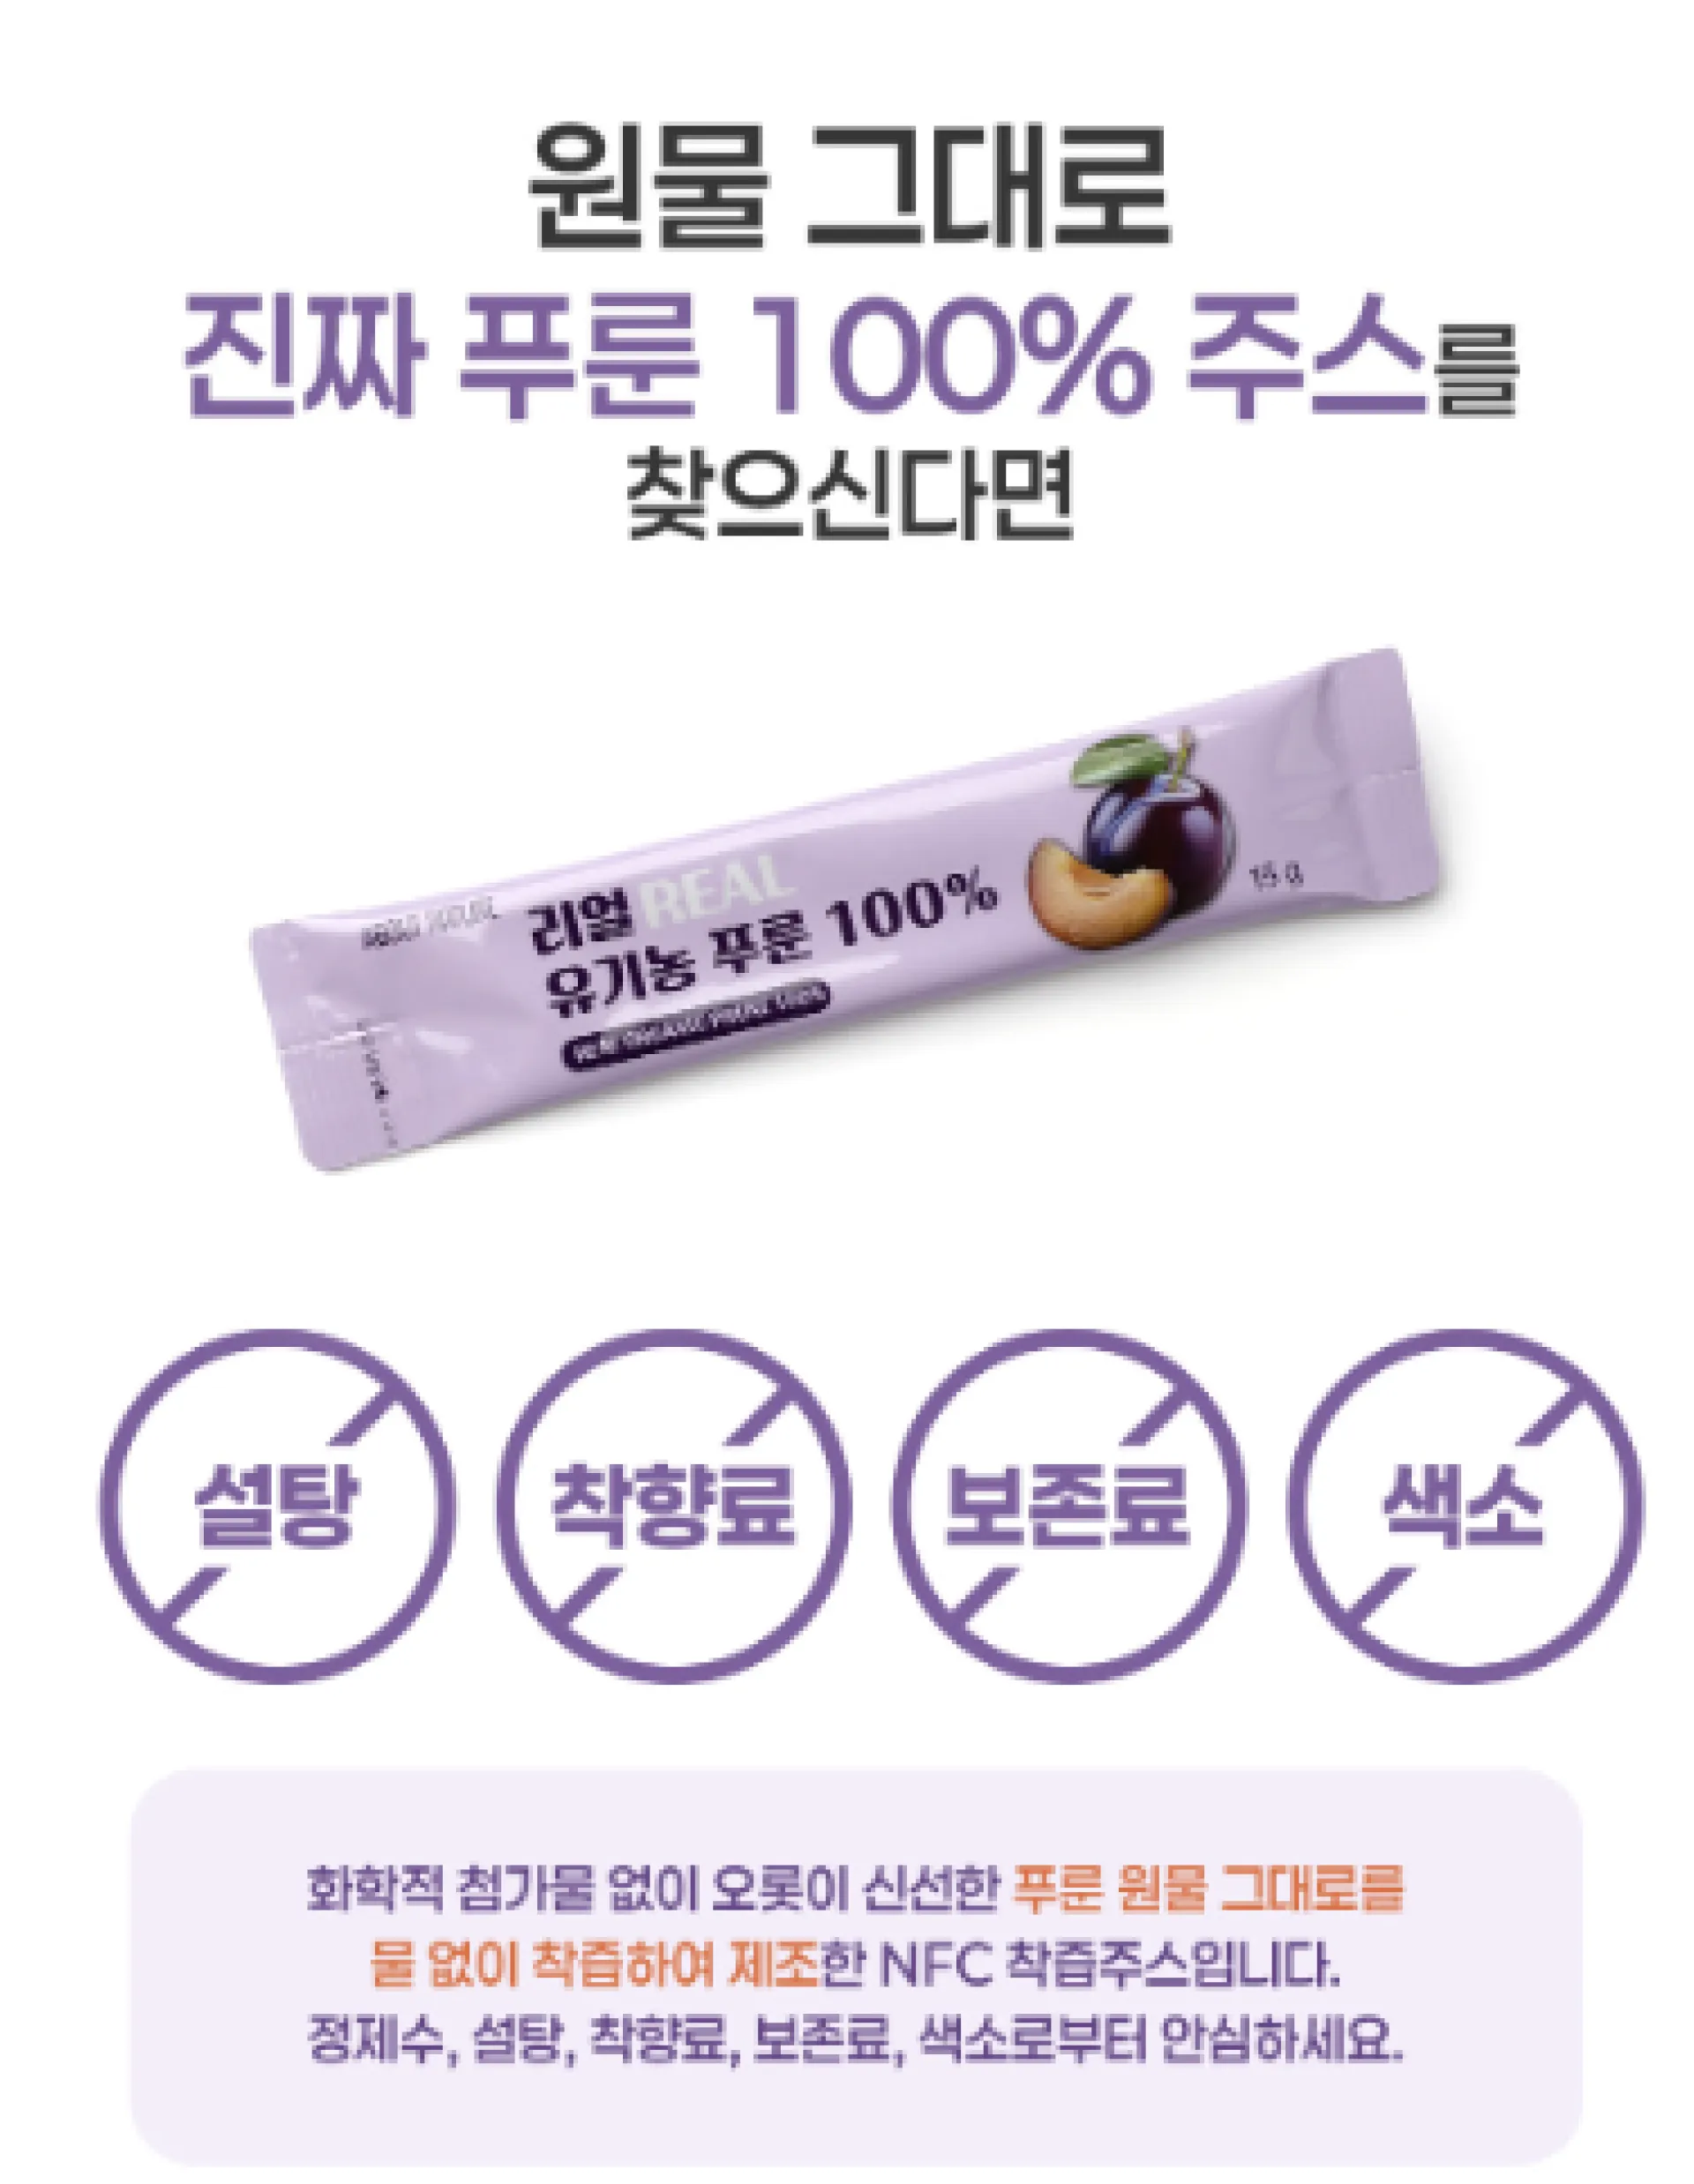 원물 그대로
진짜 푸룬 100% 주스를
찾으신다면
리얼 REAL
유기농 푸룬 100%
15 g
설탕
착향료
보존료
색소
화학적 첨가물 없이 오롯이 신선한 푸룬 원물 그대로를
물 없이 착즙하여 제조한 NFC 착즙주스입니다.
정제수, 설탕, 착향료, 보존료, 색소로부터 안심하세요.